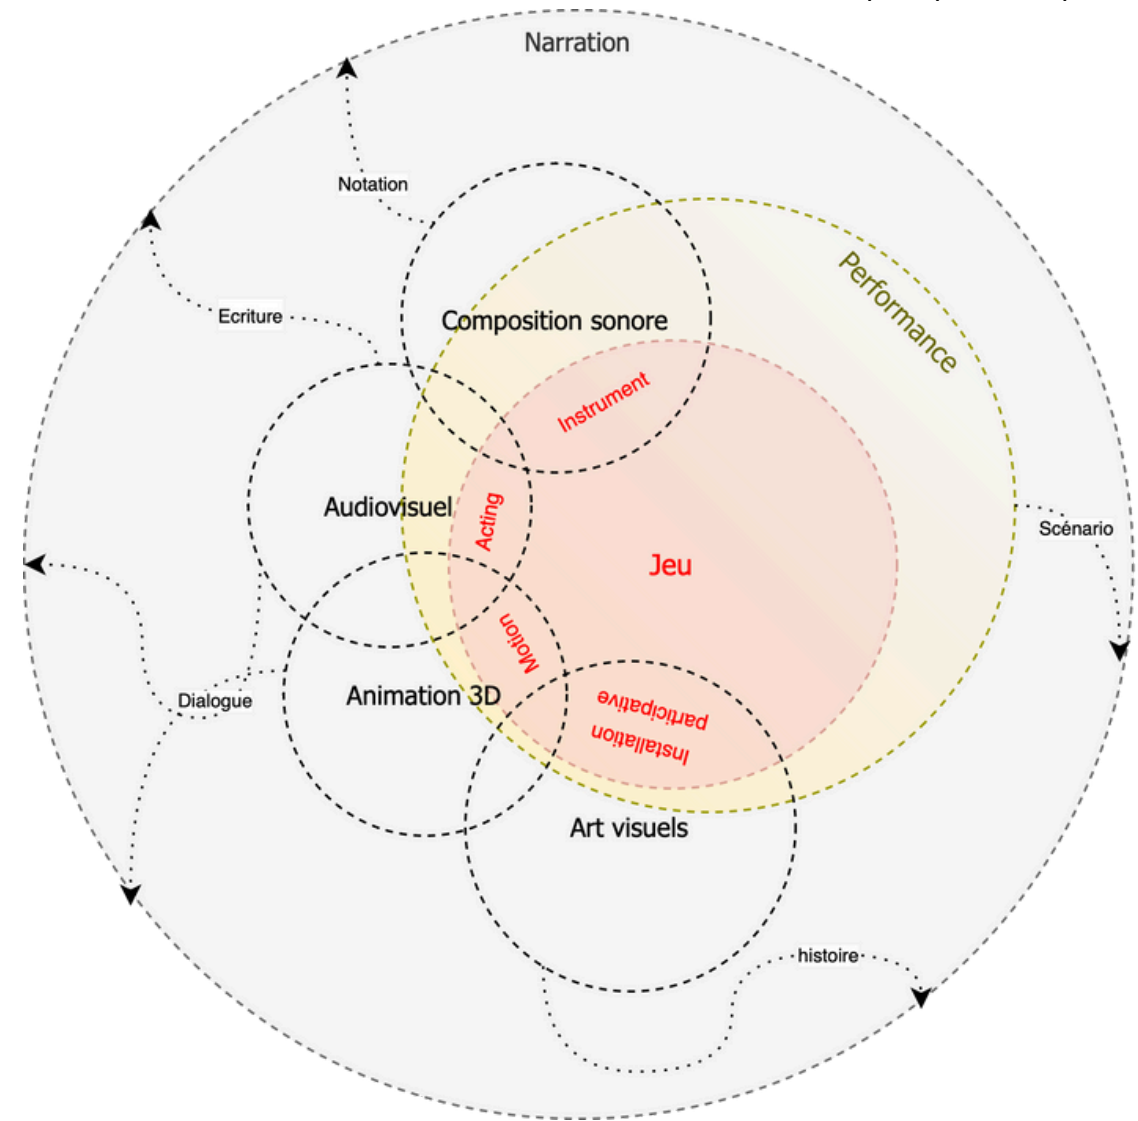 Narration
Notation
Performance
Ecriture
Composition sonore
Instrument
Audiovisuel
Acting
Scénario
Jeu
Motion
Animation 3D
Dialogue
Installation
participative
Art visuels
histoire